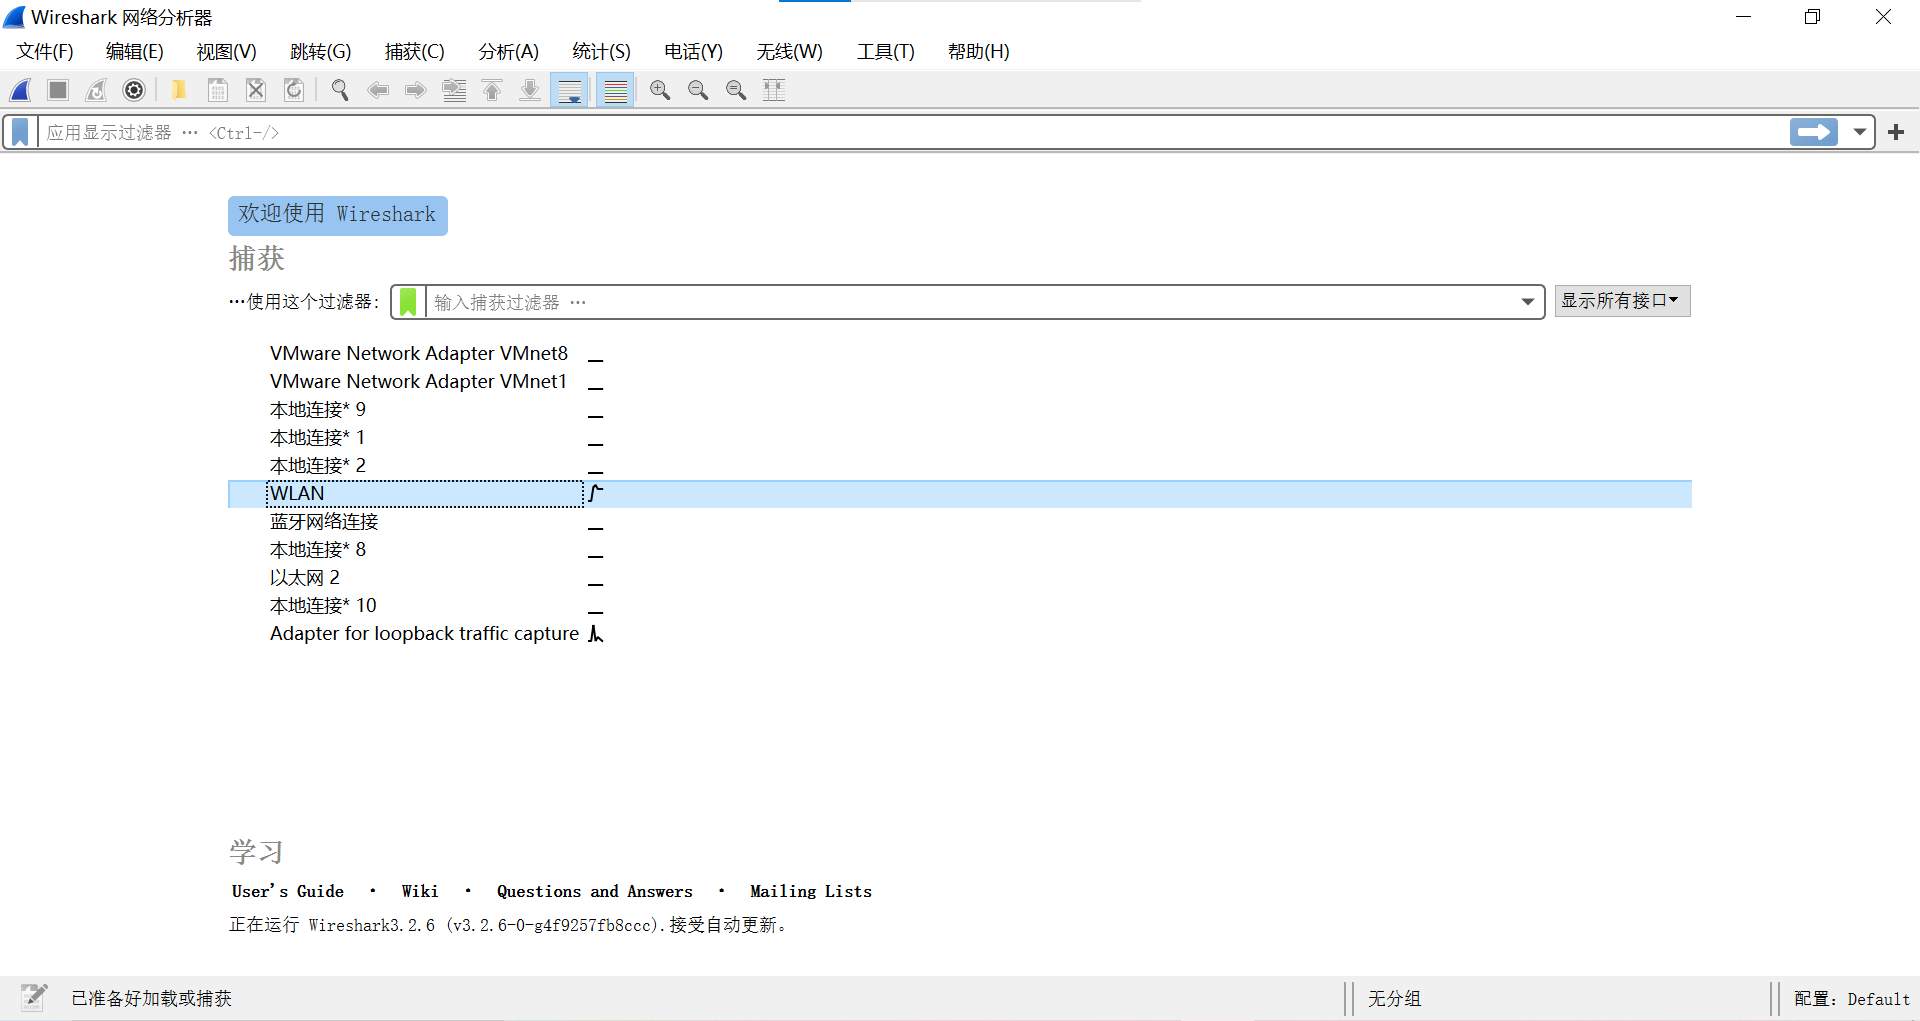 Wireshark 网络分析器
文件(F) 编辑(E) 视图(V) 跳转(G) 捕获(C) 分析(A) 统计(S) 电话(Y) 无线(W) 工具(T) 帮助(H)
应用显示过滤器 … <Ctrl-/>
欢迎使用 Wireshark
捕获
…使用这个过滤器: 输入捕获过滤器 … 显示所有接口
VMware Network Adapter VMnet8
VMware Network Adapter VMnet1
本地连接* 9
本地连接* 1
本地连接* 2
WLAN
蓝牙网络连接
本地连接* 8
以太网 2
本地连接* 10
Adapter for loopback traffic capture
学习
User's Guide · Wiki · Questions and Answers · Mailing Lists
正在运行 Wireshark3.2.6 (v3.2.6-0-g4f9257fb8ccc).接受自动更新。
已准备好加载或捕获 无分组 配置: Default